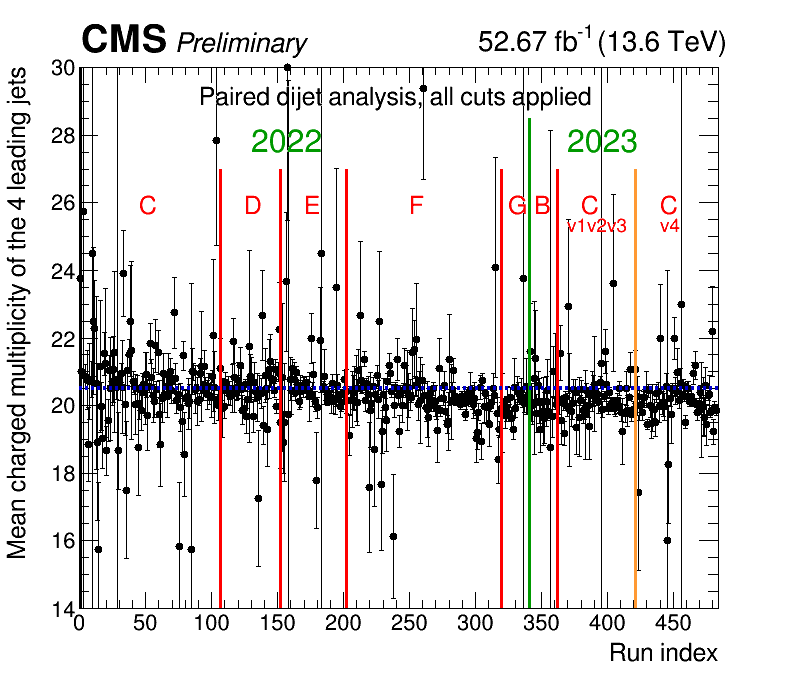 CMS Preliminary 52.67 fb-1 (13.6 TeV)
Mean charged multiplicity of the 4 leading jets
Paired dijet analysis, all cuts applied
2022 2023
C D E F G B C C
v1v2v3 v4
30
28
26
24
22
20
18
16
14
0 50 100 150 200 250 300 350 400 450
Run index